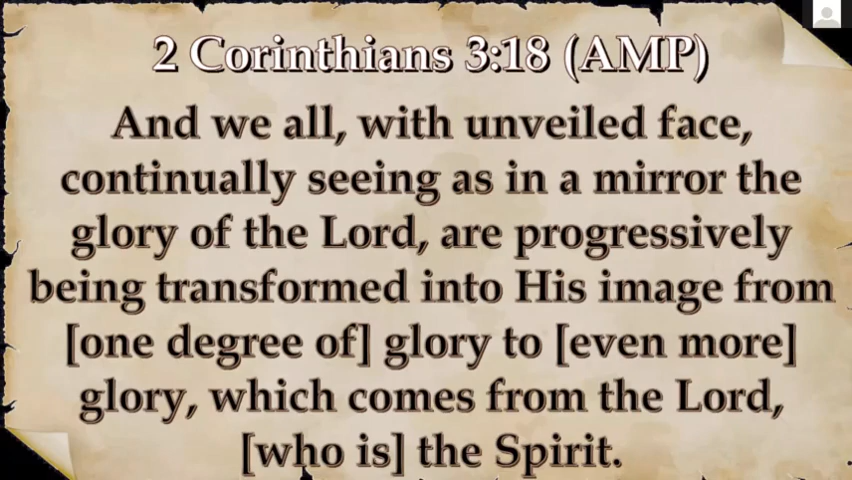 2 Corinthians 3:18 (AMP)
And we all, with unveiled face,
continually seeing as in a mirror the
glory of the Lord, are progressively
being transformed into His image from
[one degree of] glory to [even more]
glory, which comes from the Lord,
[who is] the Spirit.